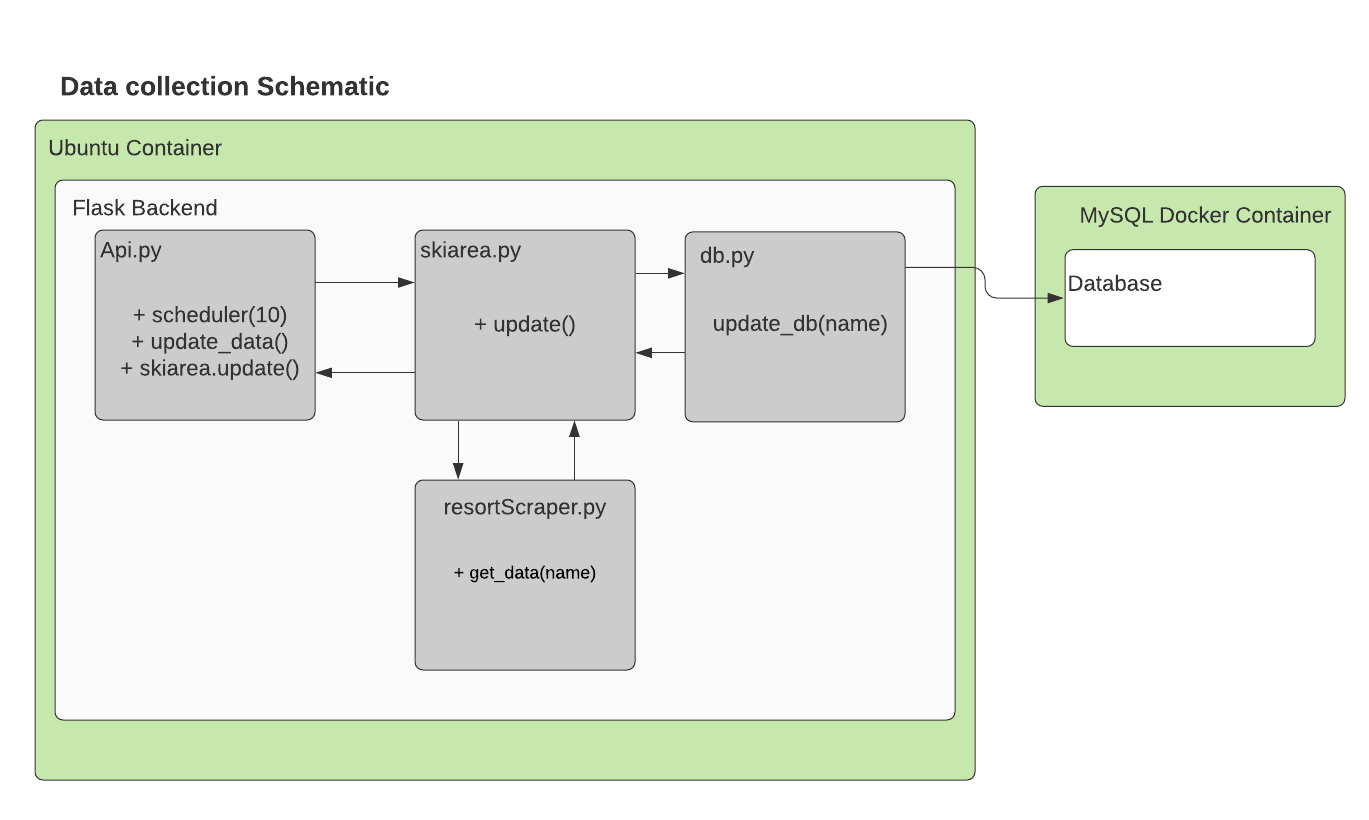 Data collection Schematic
Ubuntu Container
Flask Backend
Api.py
+ scheduler(10)
+ update_data()
+ skiarea.update()
skiarea.py
+ update()
db.py
update_db(name)
resortScraper.py
+ get_data(name)
MySQL Docker Container
Database